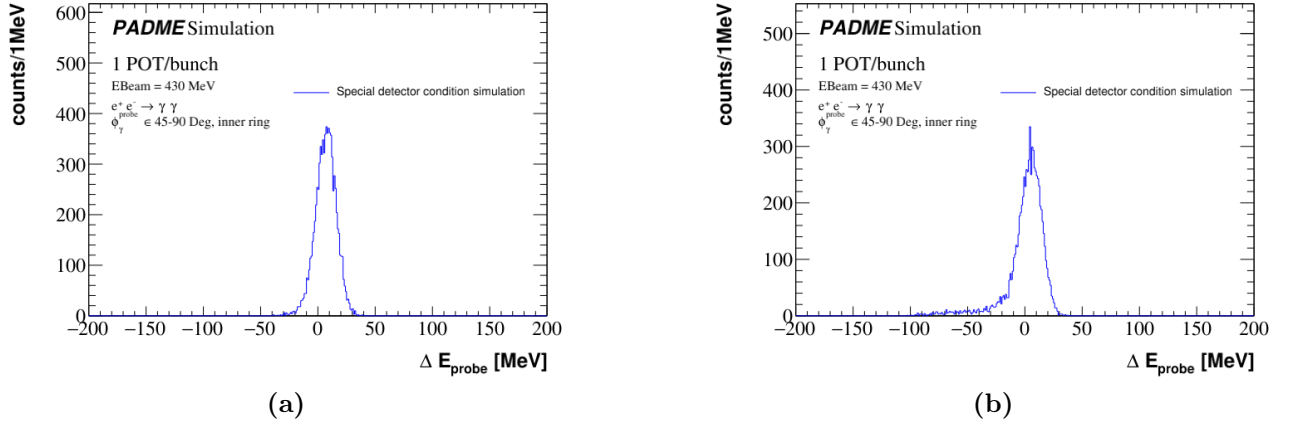 counts/1MeV
600
500
400
300
200
100
0
PADME Simulation
1 POT/bunch
EBeam = 430 MeV
e⁺ e⁻ → γ γ
ϕ_γ^probe ∈ 45-90 Deg, inner ring
Special detector condition simulation
−200 −150 −100 −50 0 50 100 150 200
Δ E_probe [MeV]
(a)
counts/1MeV
500
400
300
200
100
0
PADME Simulation
1 POT/bunch
EBeam = 430 MeV
e⁺ e⁻ → γ γ
ϕ_γ^probe ∈ 45-90 Deg, inner ring
Special detector condition simulation
−200 −150 −100 −50 0 50 100 150 200
Δ E_probe [MeV]
(b)